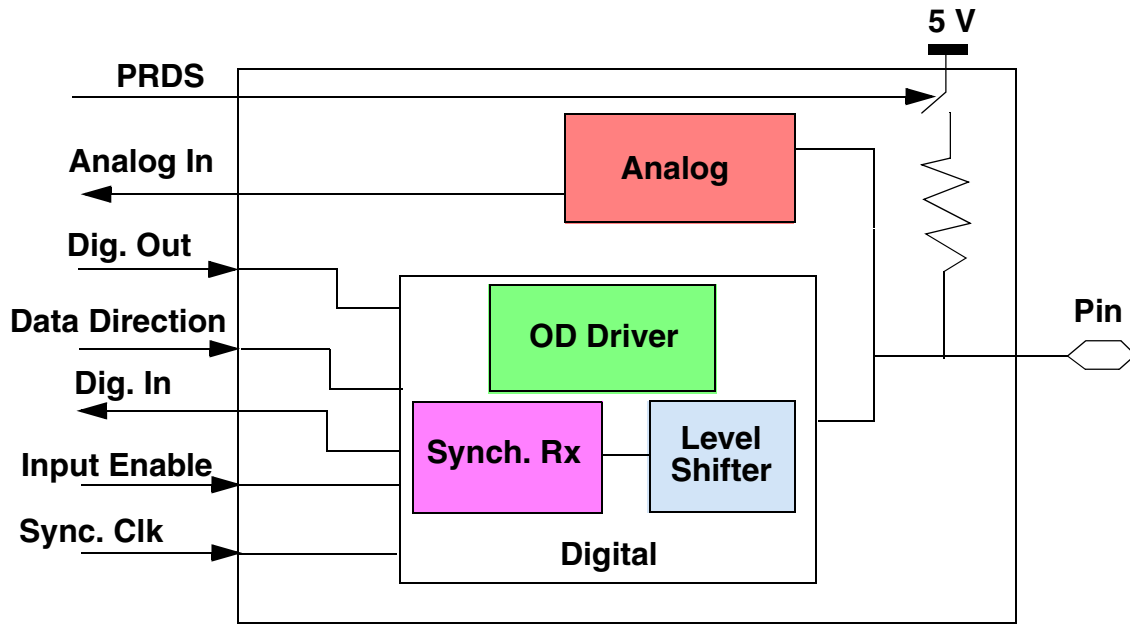 5 V
PRDS
Analog In
Analog
Dig. Out
Data Direction
OD Driver
Pin
Dig. In
Synch. Rx
Level
Shifter
Input Enable
Sync. Clk
Digital